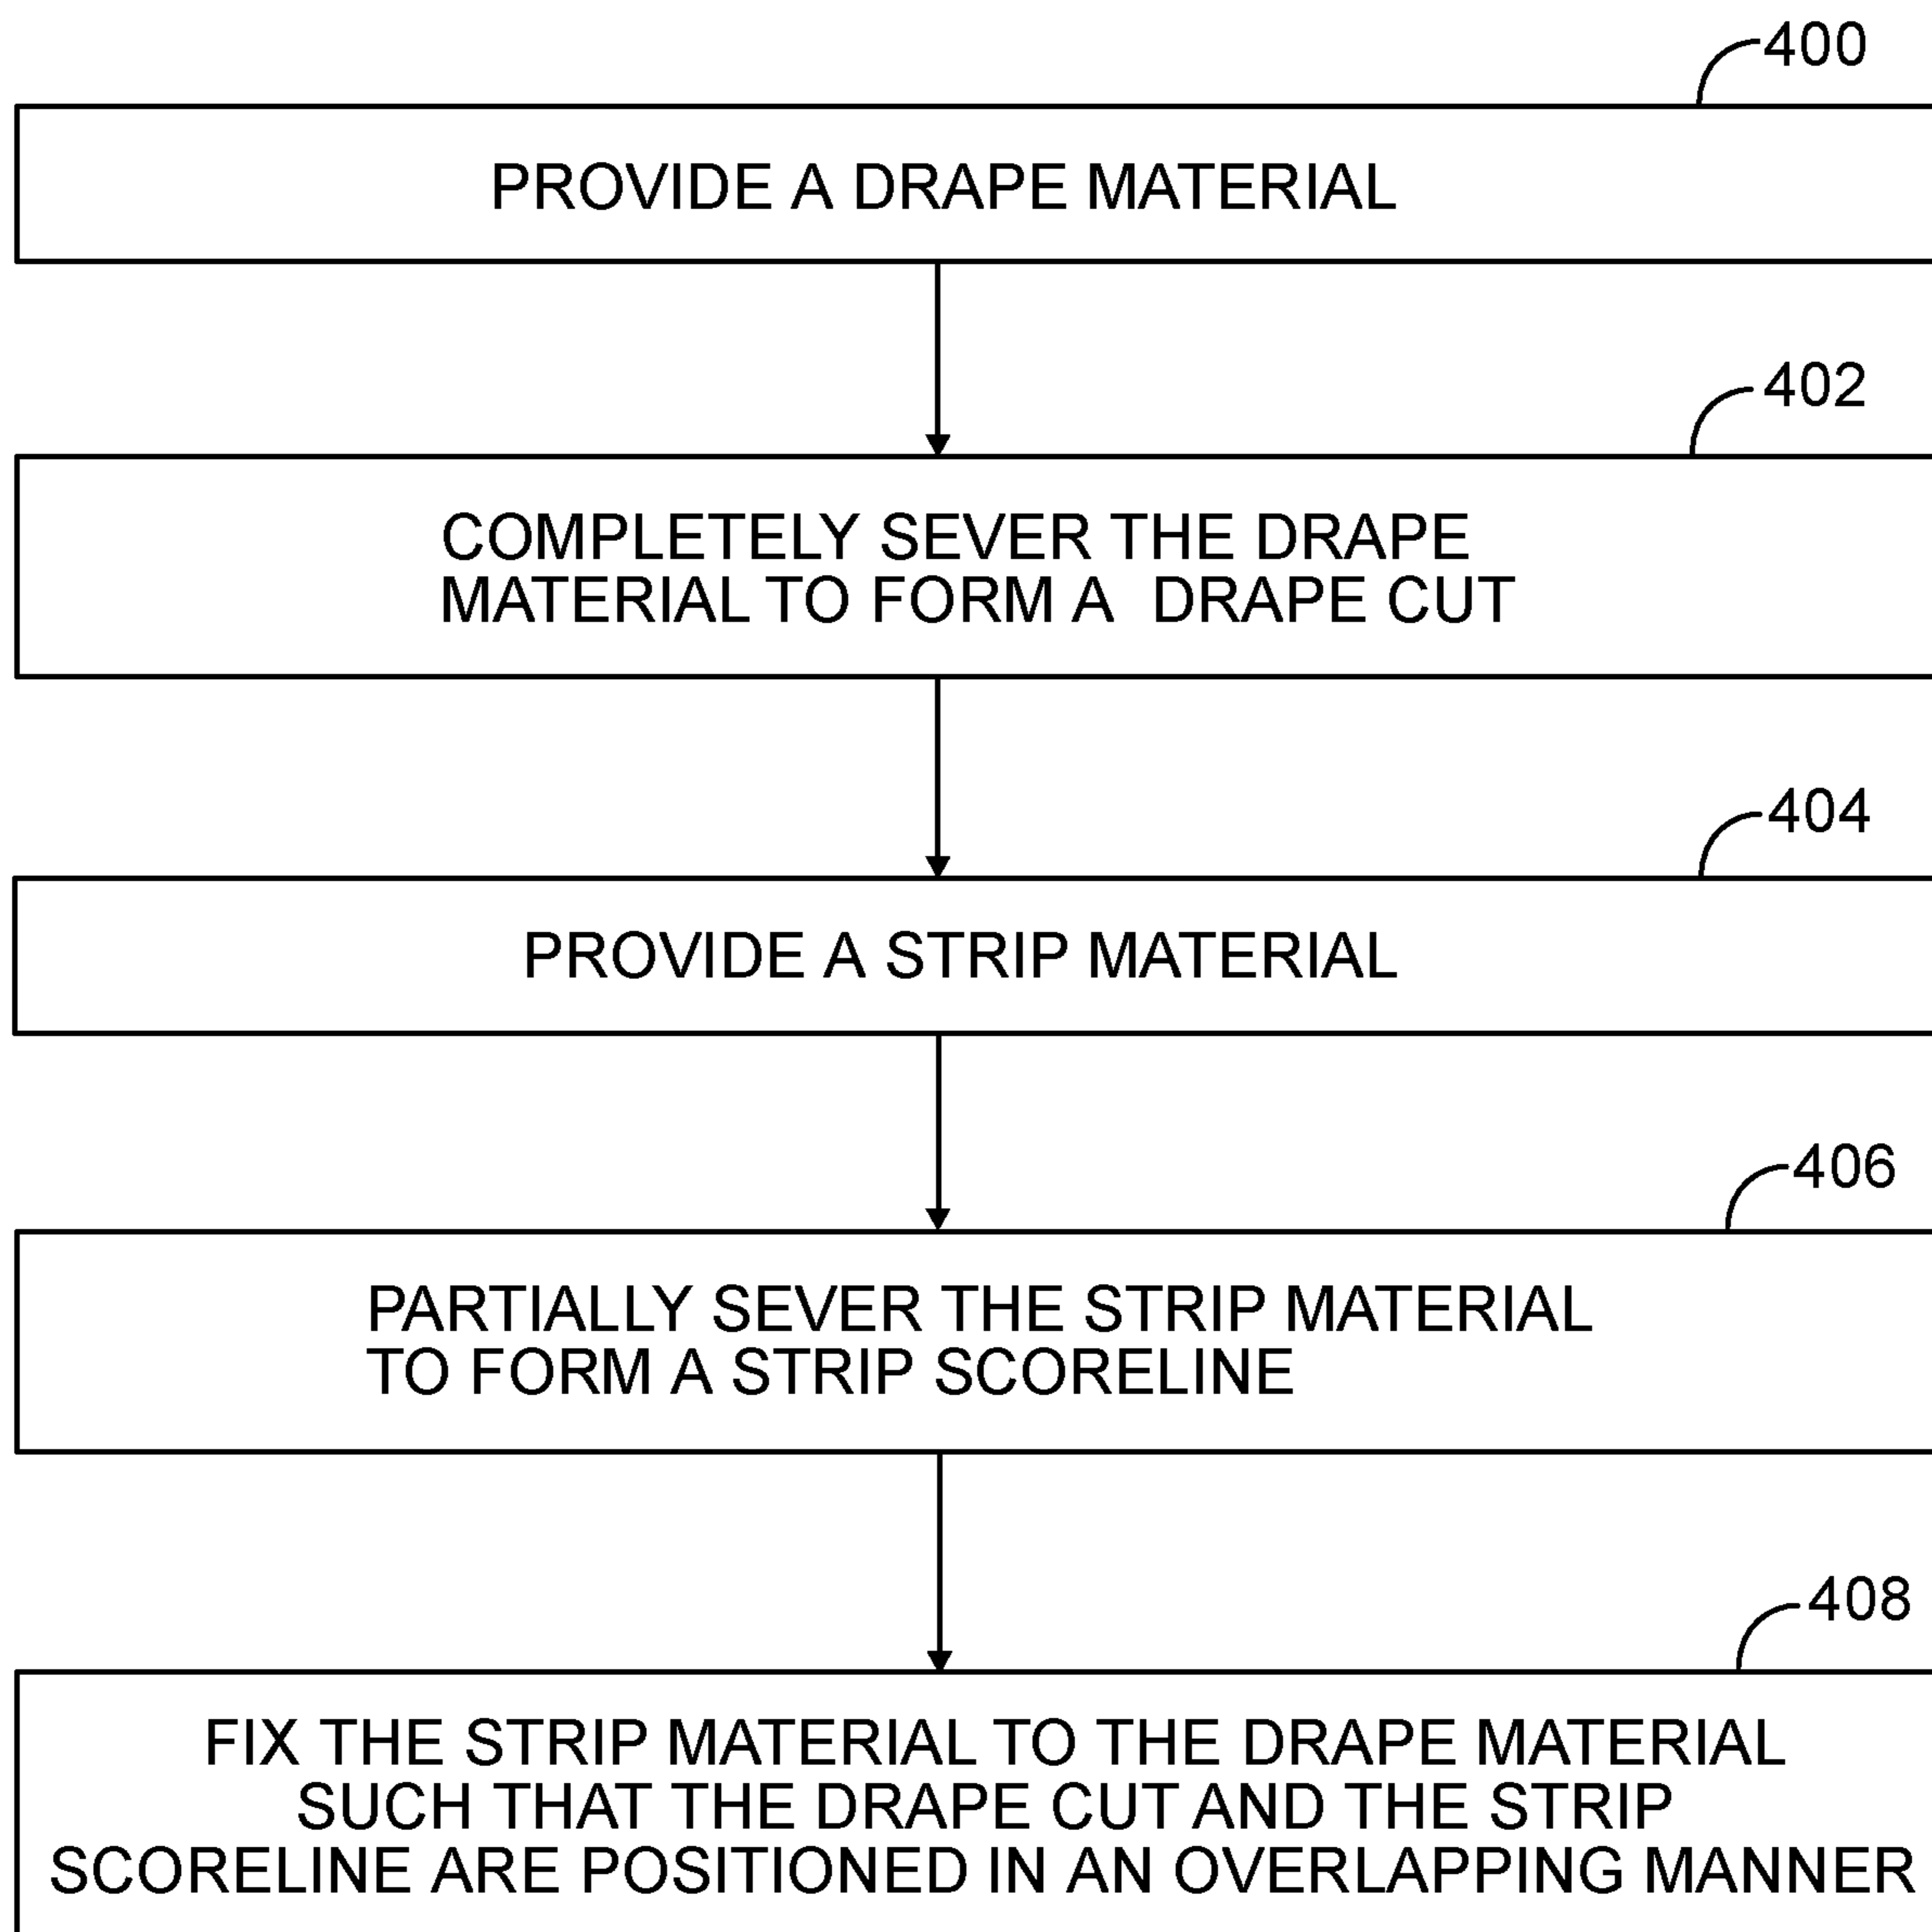 400
PROVIDE A DRAPE MATERIAL
402
COMPLETELY SEVER THE DRAPE
MATERIAL TO FORM A DRAPE CUT
404
PROVIDE A STRIP MATERIAL
406
PARTIALLY SEVER THE STRIP MATERIAL
TO FORM A STRIP SCORELINE
408
FIX THE STRIP MATERIAL TO THE DRAPE MATERIAL
SUCH THAT THE DRAPE CUT AND THE STRIP
SCORELINE ARE POSITIONED IN AN OVERLAPPING MANNER